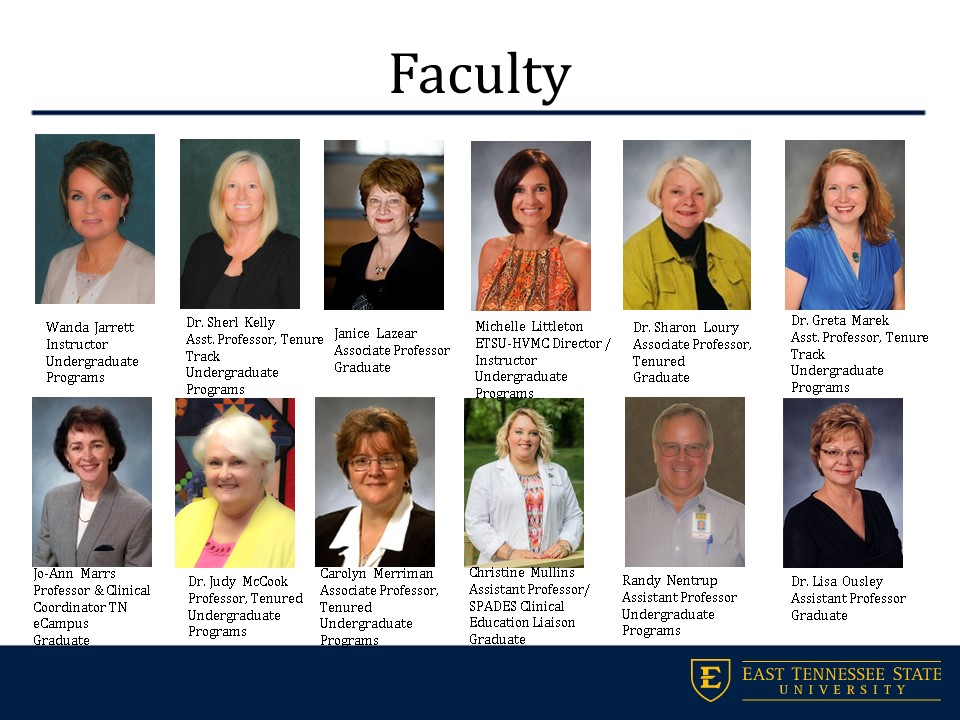 Faculty
Wanda Jarrett
Instructor
Undergraduate
Programs
Dr. Sherl Kelly
Asst. Professor, Tenure
Track
Undergraduate
Programs
Janice Lazear
Associate Professor
Graduate
Michelle Littleton
ETSU-HVMC Director /
Instructor
Undergraduate
Programs
Dr. Sharon Loury
Associate Professor,
Tenured
Graduate
Dr. Greta Marek
Asst. Professor, Tenure
Track
Undergraduate
Programs
Jo-Ann Marrs
Professor & Clinical
Coordinator TN
eCampus
Graduate
Dr. Judy McCook
Professor, Tenured
Undergraduate
Programs
Carolyn Merriman
Associate Professor,
Tenured
Undergraduate
Programs
Christine Mullins
Assistant Professor/
SPADES Clinical
Education Liaison
Graduate
Randy Nentrup
Assistant Professor
Undergraduate
Programs
Dr. Lisa Ousley
Assistant Professor
Graduate
E
EAST TENNESSEE STATE
UNIVERSITY